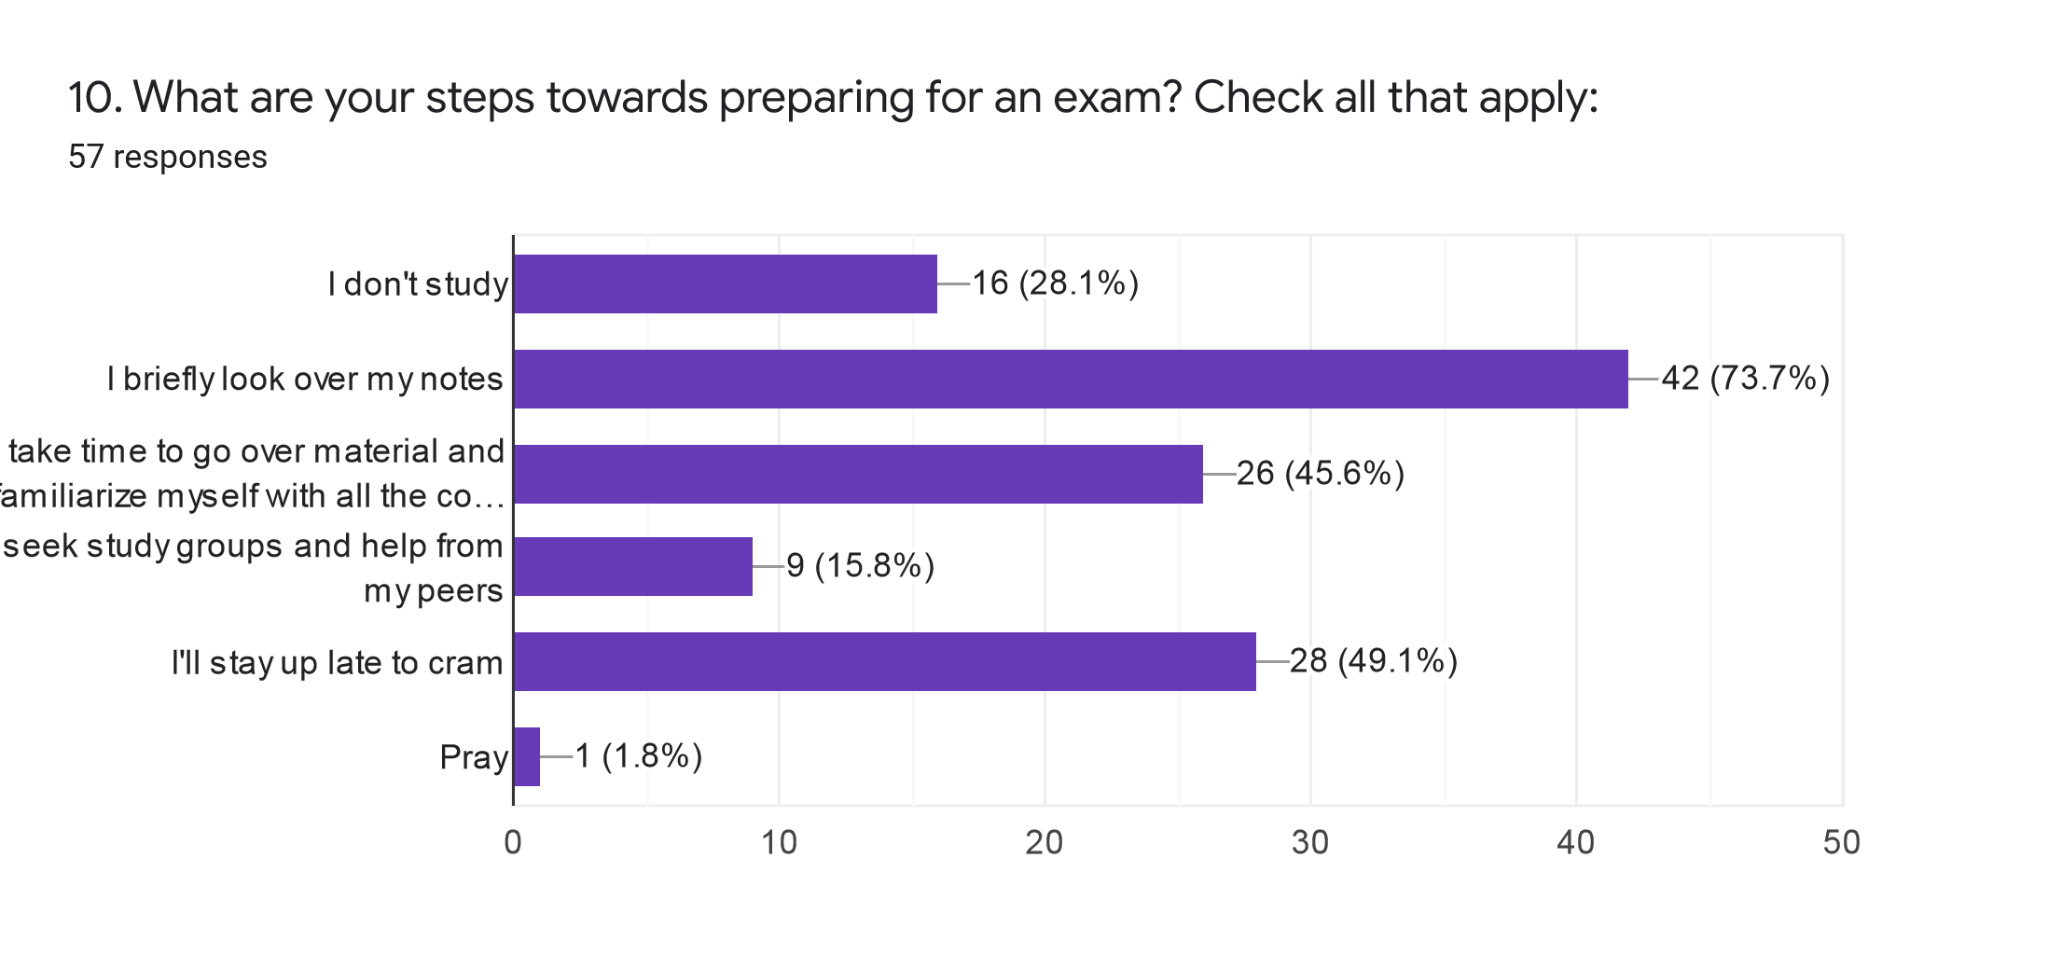 10. What are your steps towards preparing for an exam? Check all that apply:
57 responses
I don't study
16 (28.1%)
I briefly look over my notes
42 (73.7%)
take time to go over material and
familiarize myself with all the co…
26 (45.6%)
seek study groups and help from
my peers
9 (15.8%)
I'll stay up late to cram
28 (49.1%)
Pray
1 (1.8%)
0 10 20 30 40 50